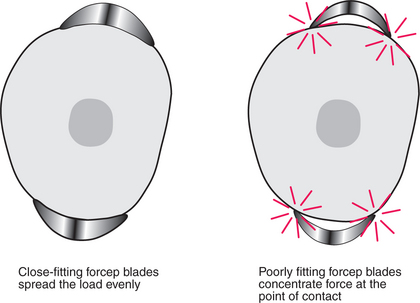 Close-fitting forcep blades
spread the load evenly
Poorly fitting forcep blades
concentrate force at the
point of contact